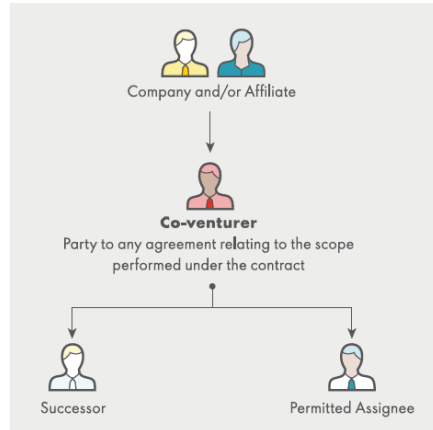 Company and/or Affiliate
Co-venturer
Party to any agreement relating to the scope
performed under the contract
Successor
Permitted Assignee